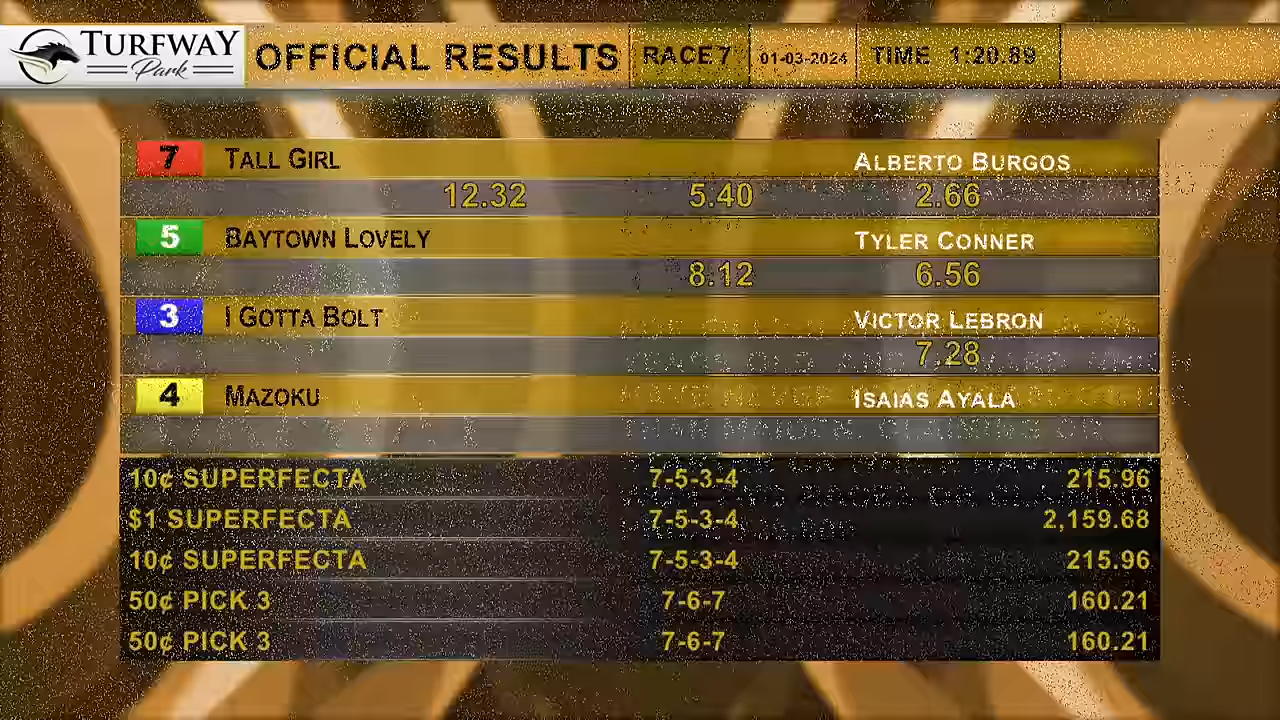 TURFWAY Park OFFICIAL RESULTS RACE 7 01-03-2024 TIME 1:20.89
7 TALL GIRL ALBERTO BURGOS
12.32 5.40 2.66
5 BAYTOWN LOVELY TYLER CONNER
8.12 6.56
3 I GOTTA BOLT VICTOR LEBRON
7.28
4 MAZOKU ISAIAS AYALA
10¢ SUPERFECTA 7-5-3-4 215.96
$1 SUPERFECTA 7-5-3-4 2,159.68
10¢ SUPERFECTA 7-5-3-4 215.96
50¢ PICK 3 7-6-7 160.21
50¢ PICK 3 7-6-7 160.21